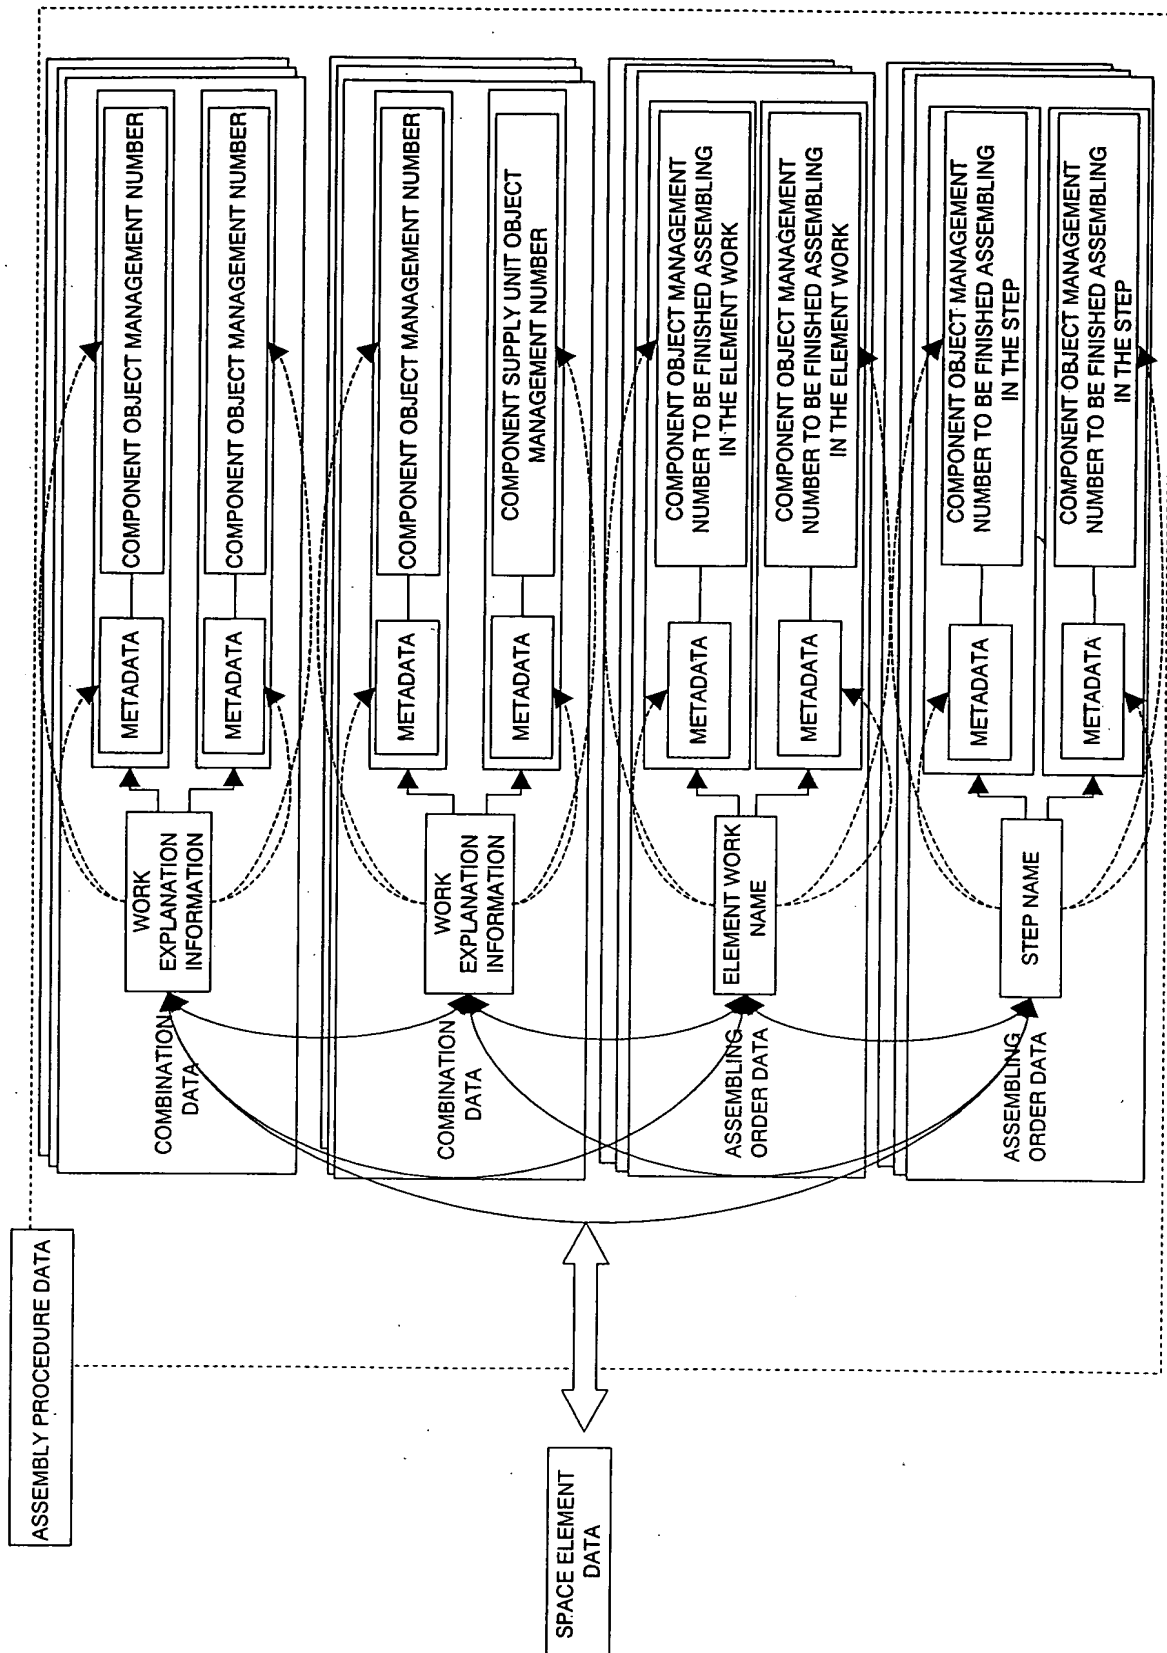 ASSEMBLY PROCEDURE DATA
SPACE ELEMENT
DATA
COMBINATION
DATA
WORK
EXPLANATION
INFORMATION
METADATA
COMPONENT OBJECT MANAGEMENT NUMBER
METADATA
COMPONENT OBJECT MANAGEMENT NUMBER
COMBINATION
DATA
WORK
EXPLANATION
INFORMATION
METADATA
COMPONENT OBJECT MANAGEMENT NUMBER
METADATA
COMPONENT SUPPLY UNIT OBJECT
MANAGEMENT NUMBER
ASSEMBLING
ORDER DATA
ELEMENT WORK
NAME
METADATA
COMPONENT OBJECT MANAGEMENT
NUMBER TO BE FINISHED ASSEMBLING
IN THE ELEMENT WORK
METADATA
COMPONENT OBJECT MANAGEMENT
NUMBER TO BE FINISHED ASSEMBLING
IN THE ELEMENT WORK
ASSEMBLING
ORDER DATA
STEP NAME
METADATA
COMPONENT OBJECT MANAGEMENT
NUMBER TO BE FINISHED ASSEMBLING
IN THE STEP
METADATA
COMPONENT OBJECT MANAGEMENT
NUMBER TO BE FINISHED ASSEMBLING
IN THE STEP